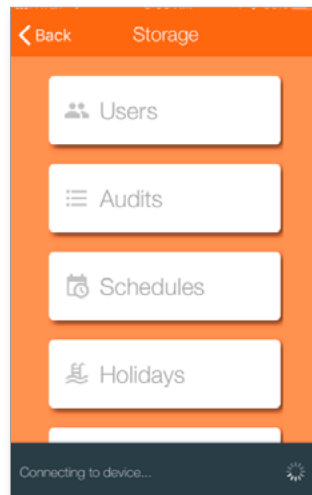 Back Storage
Users
Audits
Schedules
Holidays
Connecting to device...